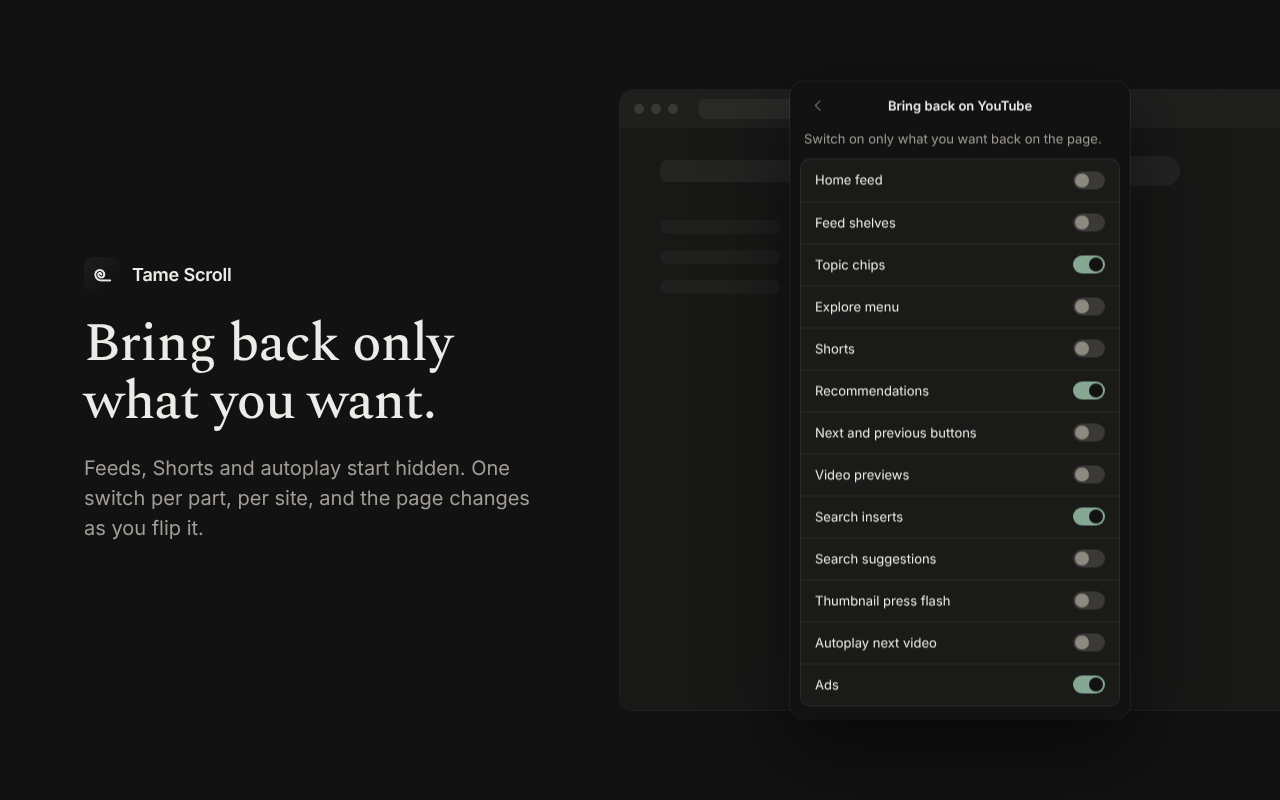 Tame Scroll
Bring back only
what you want.
Feeds, Shorts and autoplay start hidden. One
switch per part, per site, and the page changes
as you flip it.
Bring back on YouTube
Switch on only what you want back on the page.
Home feed
Feed shelves
Topic chips
Explore menu
Shorts
Recommendations
Next and previous buttons
Video previews
Search inserts
Search suggestions
Thumbnail press flash
Autoplay next video
Ads